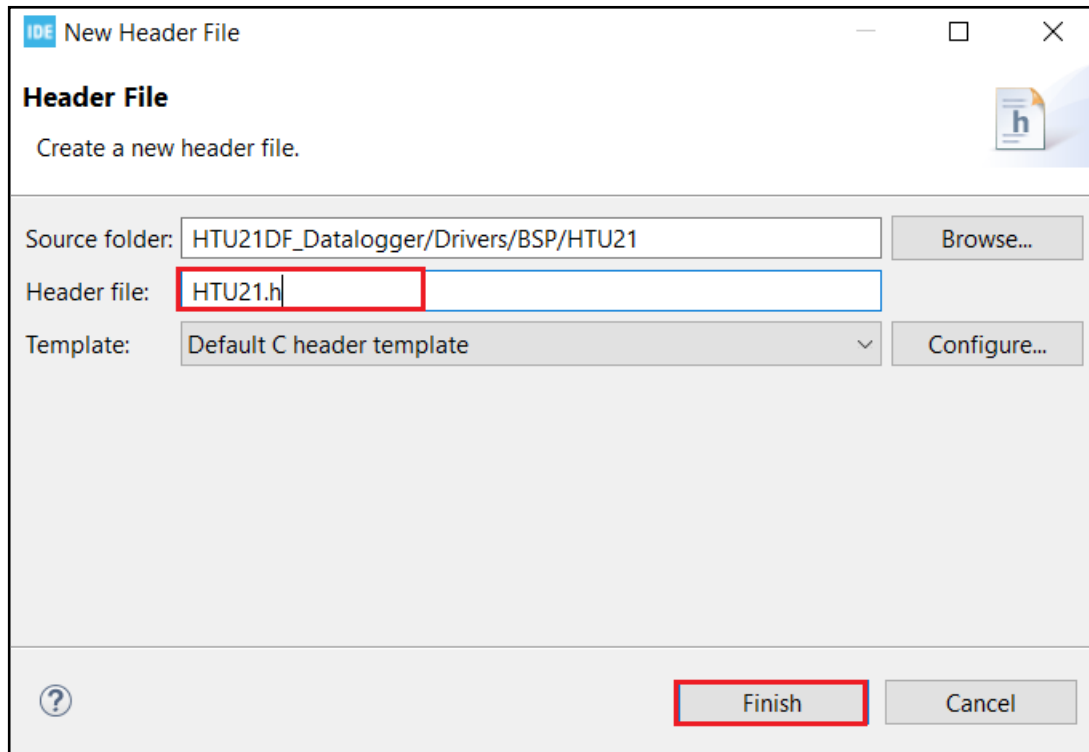 IDE New Header File
Header File
h
Create a new header file.
Source folder: HTU21DF_Datalogger/Drivers/BSP/HTU21 Browse...
Header file: HTU21.h
Template: Default C header template Configure...
? Finish Cancel